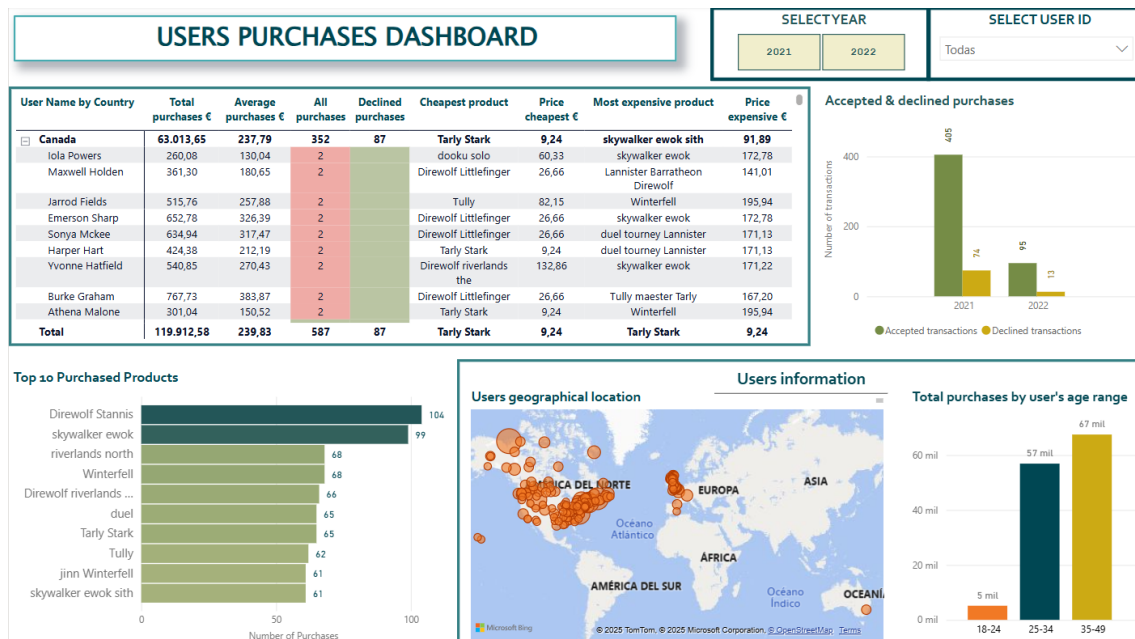 USERS PURCHASES DASHBOARD
SELECT YEAR
2021
2022
SELECT USER ID
Todas
User Name by Country Total purchases € Average purchases € All purchases Declined purchases Cheapest product Price cheapest € Most expensive product Price expensive €
Canada 63.013,65 237,79 352 87 Tarly Stark 9,24 skywalker ewok sith 91,89
Iola Powers 260,08 130,04 2 dooku solo 60,33 skywalker ewok 172,78
Maxwell Holden 361,30 180,65 2 Direwolf Littlefinger 26,66 Lannister Barratheon Direwolf 141,01
Jarrod Fields 515,76 257,88 2 Tully 82,15 Winterfell 195,94
Emerson Sharp 652,78 326,39 2 Direwolf Littlefinger 26,66 skywalker ewok 172,78
Sonya Mckee 634,94 317,47 2 Direwolf Littlefinger 26,66 duel tourney Lannister 171,13
Harper Hart 424,38 212,19 2 Tarly Stark 9,24 duel tourney Lannister 171,13
Yvonne Hatfield 540,85 270,43 2 Direwolf riverlands the 132,86 skywalker ewok 171,22
Burke Graham 767,73 383,87 2 Direwolf Littlefinger 26,66 Tully maester Tarly 167,20
Athena Malone 301,04 150,52 2 Tarly Stark 9,24 Winterfell 195,94
Total 119.912,58 239,83 587 87 Tarly Stark 9,24 Tarly Stark 9,24
Accepted & declined purchases
Number of transactions
400
200
0
405
74
95
13
2021
2022
Accepted transactions Declined transactions
Top 10 Purchased Products
Direwolf Stannis 104
skywalker ewok 99
riverlands north 68
Winterfell 68
Direwolf riverlands ... 66
duel 65
Tarly Stark 65
Tully 62
jinn Winterfell 61
skywalker ewok sith 61
0 50 100
Number of Purchases
Users information
Users geographical location
AMÉRICA DEL NORTE
EUROPA
ASIA
Océano
Atlántico
ÁFRICA
AMÉRICA DEL SUR
Océano
Índico
OCEANÍA
Microsoft Bing
© 2025 TomTom, © 2025 Microsoft Corporation, © OpenStreetMap Terms
Total purchases by user's age range
67 mil
57 mil
5 mil
60 mil
40 mil
20 mil
0 mil
18-24
25-34
35-49